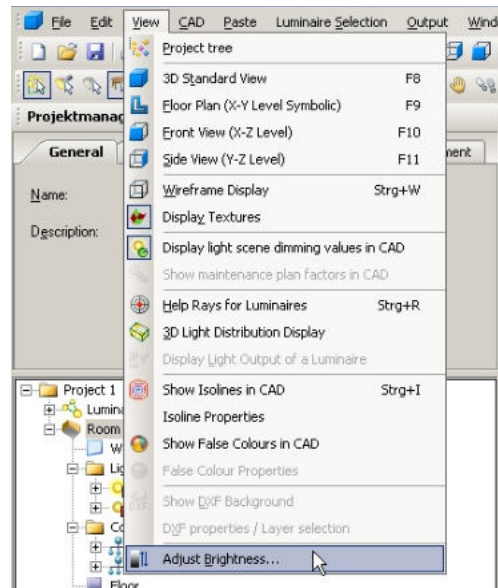 File Edit View CAD Paste Luminaire Selection Output
Project tree
3D Standard View F8
Floor Plan (X-Y Level Symbolic) F9
Front View (X-Z Level) F10
Side View (Y-Z Level) F11
Wireframe Display Strg+W
Display Textures
Display light scene dimming values in CAD
Show maintenance plan factors in CAD
Help Rays for Luminaires Strg+R
3D Light Distribution Display
Display Light Output of a Luminaire
Show Isolines in CAD Strg+I
Isoline Properties
Show False Colours in CAD
False Colour Properties
Show DXF Background
DXF properties / Layer selection
Adjust Brightness...
General
Name:
Description:
Project 1
Room
Floor